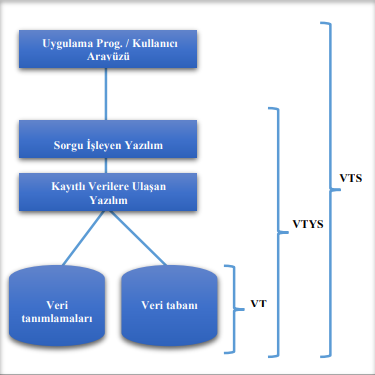 Uygulama Prog. / Kullanıcı
Arayüzü
Sorgu İşleyen Yazılım
Kayıtlı Verilere Ulaşan
Yazılım
VTS
VTYS
Veri
tanımlamaları
Veri tabanı
VT